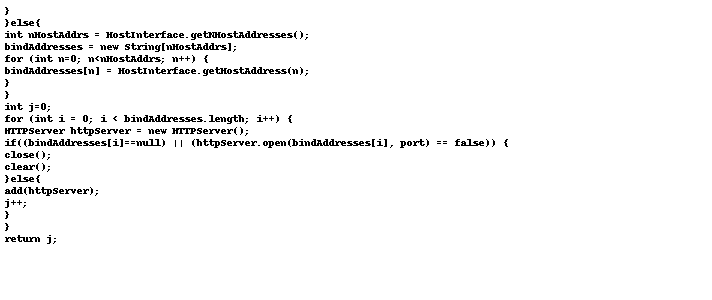 }
}else{
int nHostAddrs = HostInterface.getNHostAddresses();
bindAddresses = new String[nHostAddrs];
for (int n=0; n<nHostAddrs; n++) {
bindAddresses[n] = HostInterface.getHostAddress(n);
}
}
int j=0;
for (int i = 0; i < bindAddresses.length; i++) {
HTTPServer httpServer = new HTTPServer();
if((bindAddresses[i]==null) || (httpServer.open(bindAddresses[i], port) == false)) {
close();
clear();
}else{
add(httpServer);
j++;
}
}
return j;